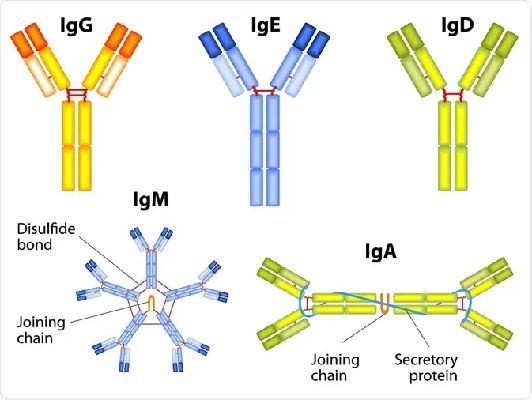 IgG
IgE
IgD
IgM
Disulfide
bond
Joining
chain
IgA
Joining
chain
Secretory
protein